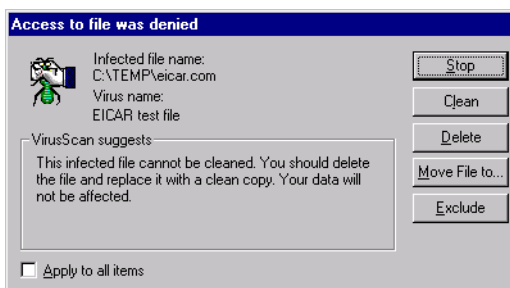 Access to file was denied
Infected file name:
C:\TEMP\eicar.com
Virus name:
EICAR test file
VirusScan suggests
This infected file cannot be cleaned. You should delete
the file and replace it with a clean copy. Your data will
not be affected.
Apply to all items
Stop
Clean
Delete
Move File to...
Exclude